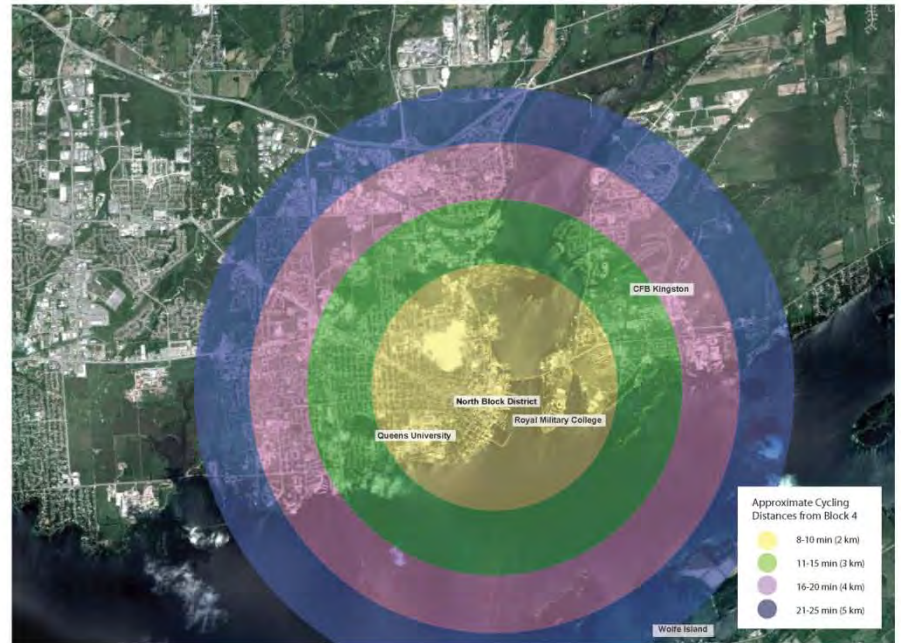 CFB Kingston
North Block District
Royal Military College
Queens University
Wolfe Island
Approximate Cycling
Distances from Block 4
8-10 min (2 km)
11-15 min (3 km)
16-20 min (4 km)
21-25 min (5 km)